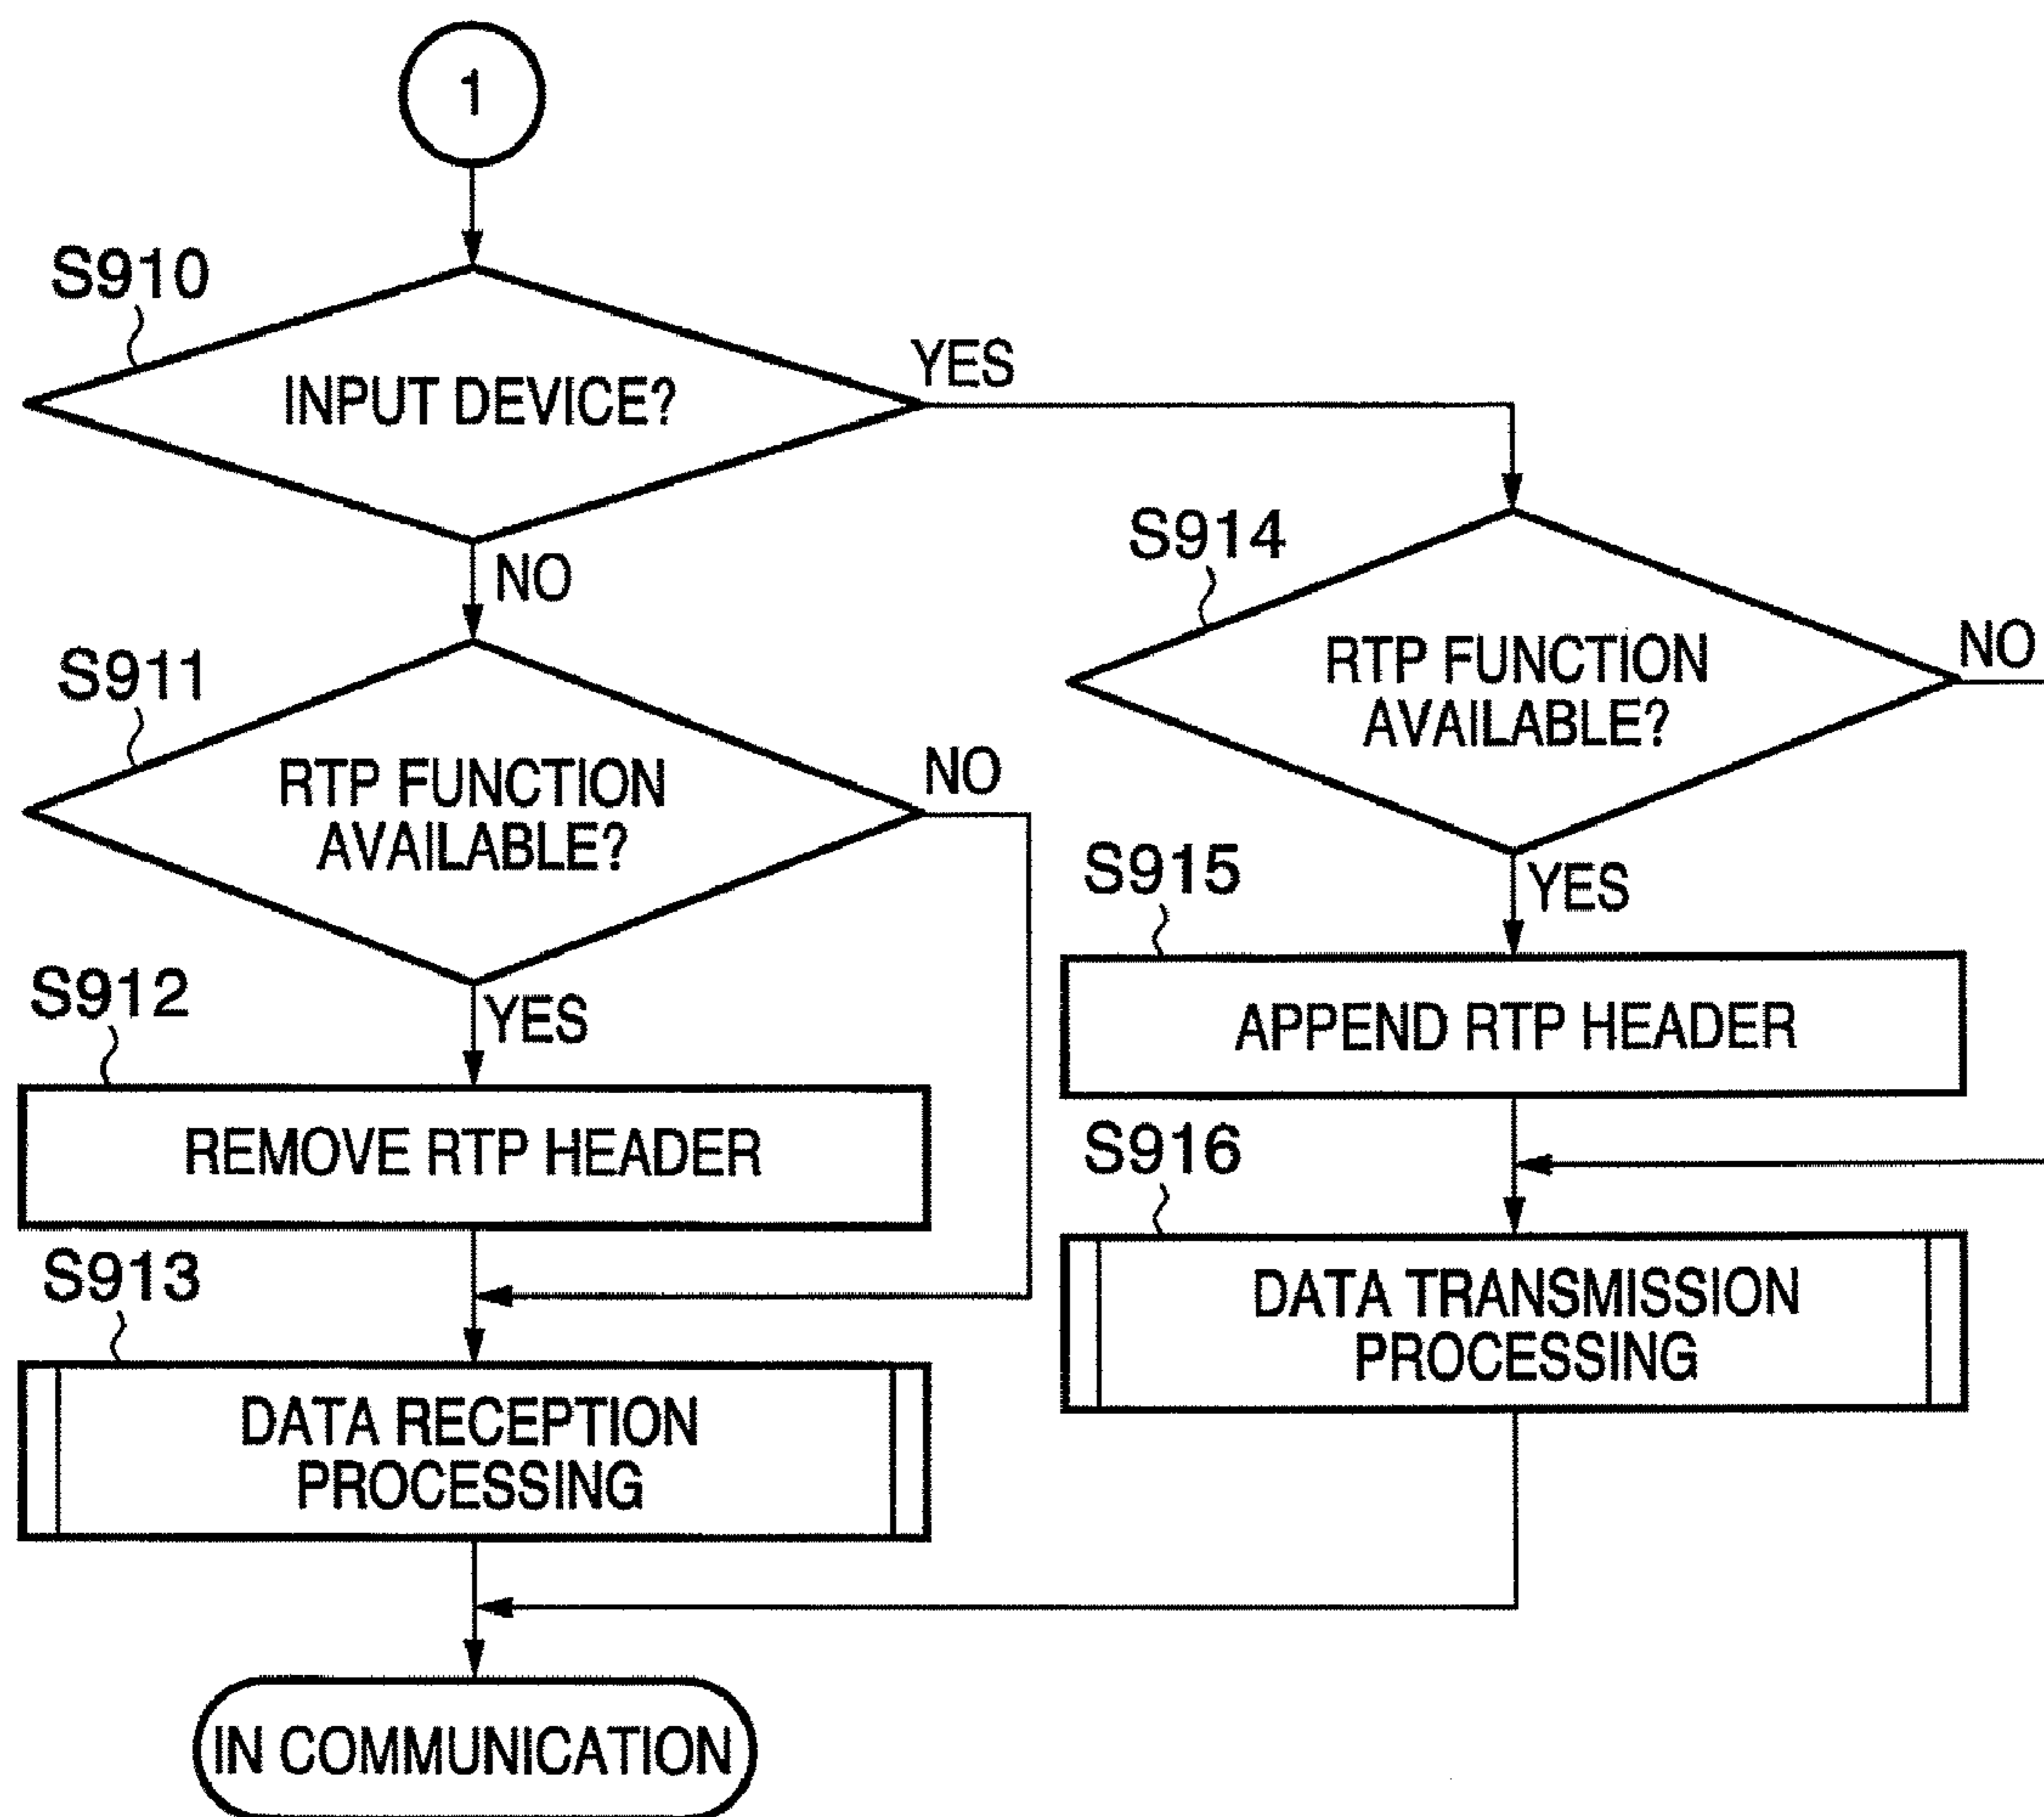 1
S910
INPUT DEVICE?
YES
NO
S911
RTP FUNCTION
AVAILABLE?
NO
YES
S912
REMOVE RTP HEADER
S913
DATA RECEPTION
PROCESSING
S914
RTP FUNCTION
AVAILABLE?
NO
YES
S915
APPEND RTP HEADER
S916
DATA TRANSMISSION
PROCESSING
IN COMMUNICATION